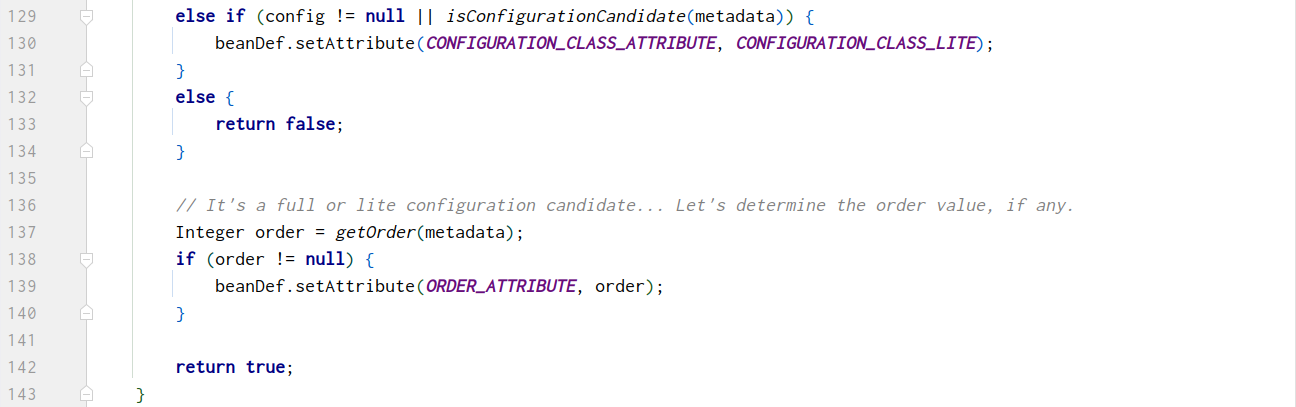 129 else if (config != null || isConfigurationCandidate(metadata)) {
130 beanDef.setAttribute(CONFIGURATION_CLASS_ATTRIBUTE, CONFIGURATION_CLASS_LITE);
131 }
132 else {
133 return false;
134 }
135
136 // It's a full or lite configuration candidate... Let's determine the order value, if any.
137 Integer order = getOrder(metadata);
138 if (order != null) {
139 beanDef.setAttribute(ORDER_ATTRIBUTE, order);
140 }
141
142 return true;
143 }